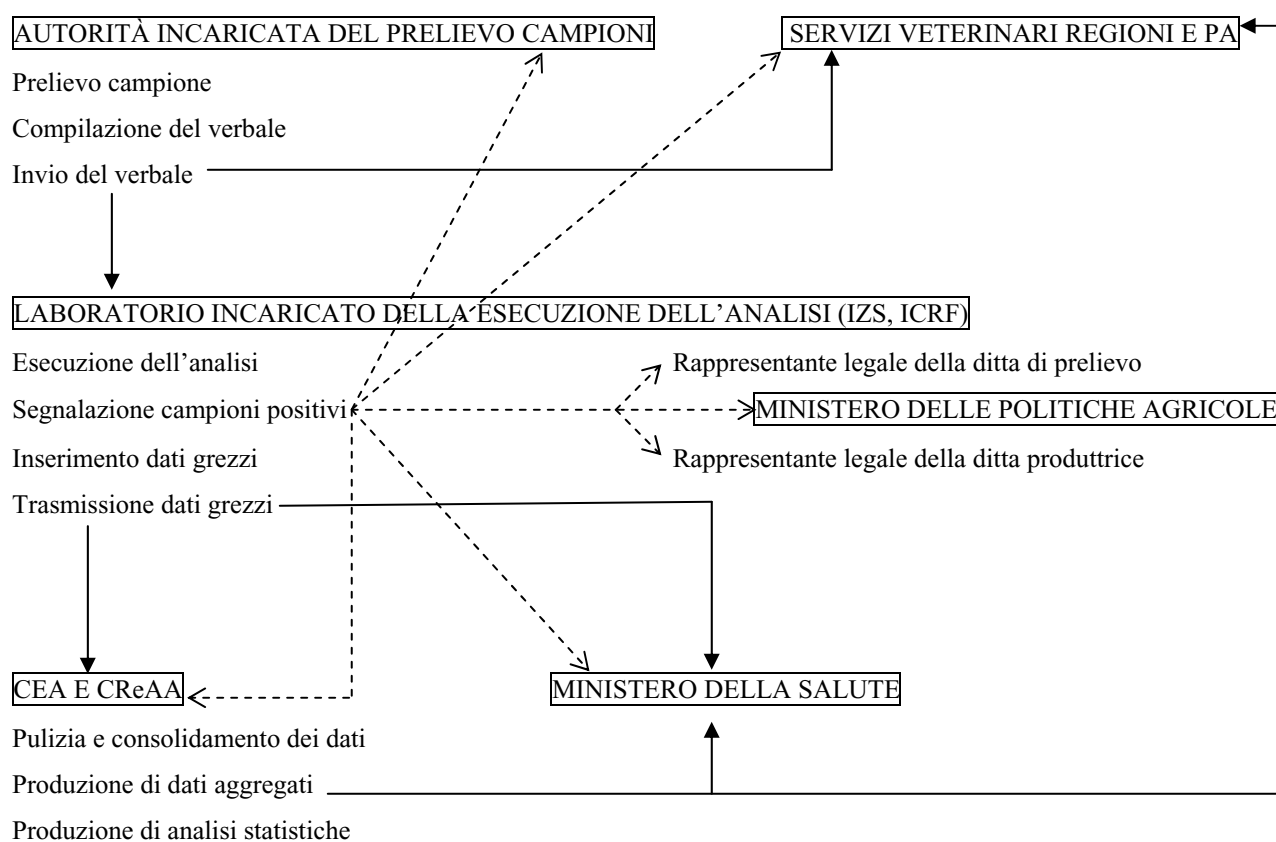 AUTORITÀ INCARICATA DEL PRELIEVO CAMPIONI
SERVIZI VETERINARI REGIONI E PA
Prelievo campione
Compilazione del verbale
Invio del verbale
LABORATORIO INCARICATO DELLA ESECUZIONE DELL’ANALISI (IZS, ICRF)
Esecuzione dell’analisi
Rappresentante legale della ditta di prelievo
Segnalazione campioni positivi
MINISTERO DELLE POLITICHE AGRICOLE
Inserimento dati grezzi
Rappresentante legale della ditta produttrice
Trasmissione dati grezzi
CEA E CReAA
MINISTERO DELLA SALUTE
Pulizia e consolidamento dei dati
Produzione di dati aggregati
Produzione di analisi statistiche